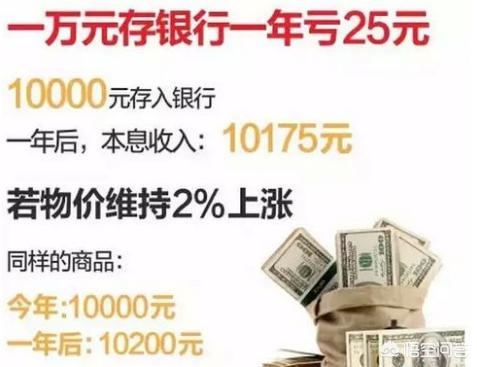 一万元存银行一年亏25元
10000元存入银行
一年后，本息收入：10175元
若物价维持2%上涨
同样的商品：
今年:10000元
一年后:10200元
悟空问答